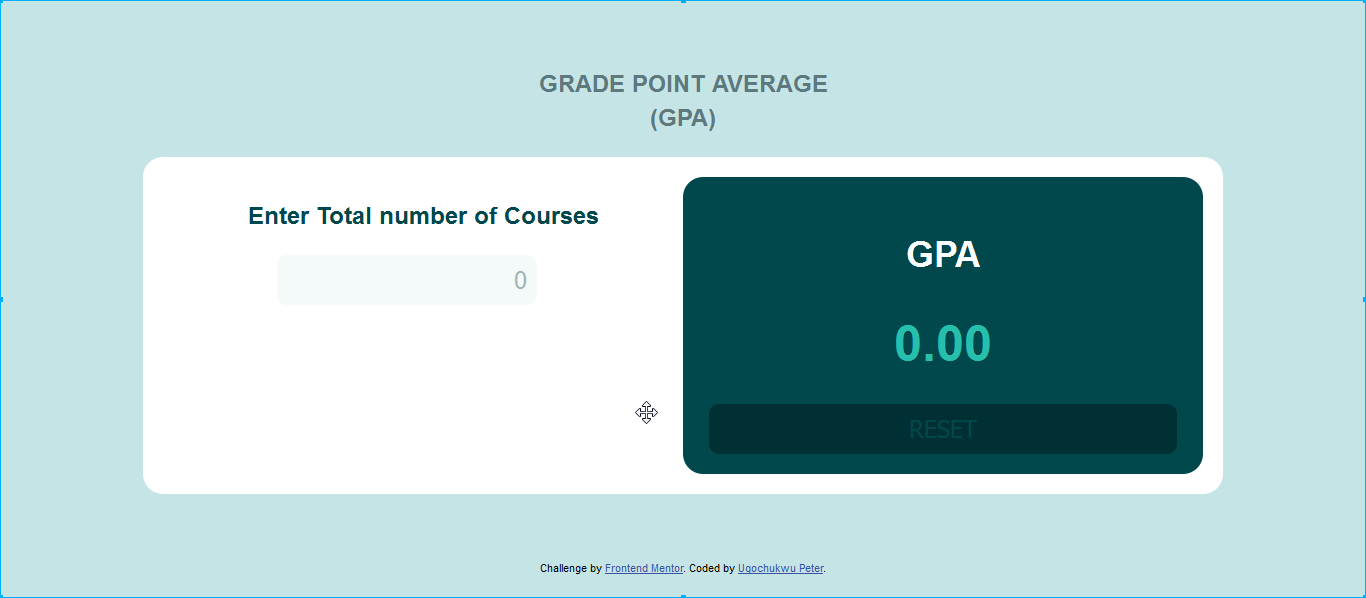 GRADE POINT AVERAGE
(GPA)
Enter Total number of Courses
0
GPA
0.00
RESET
Challenge by Frontend Mentor. Coded by Ugochukwu Peter.